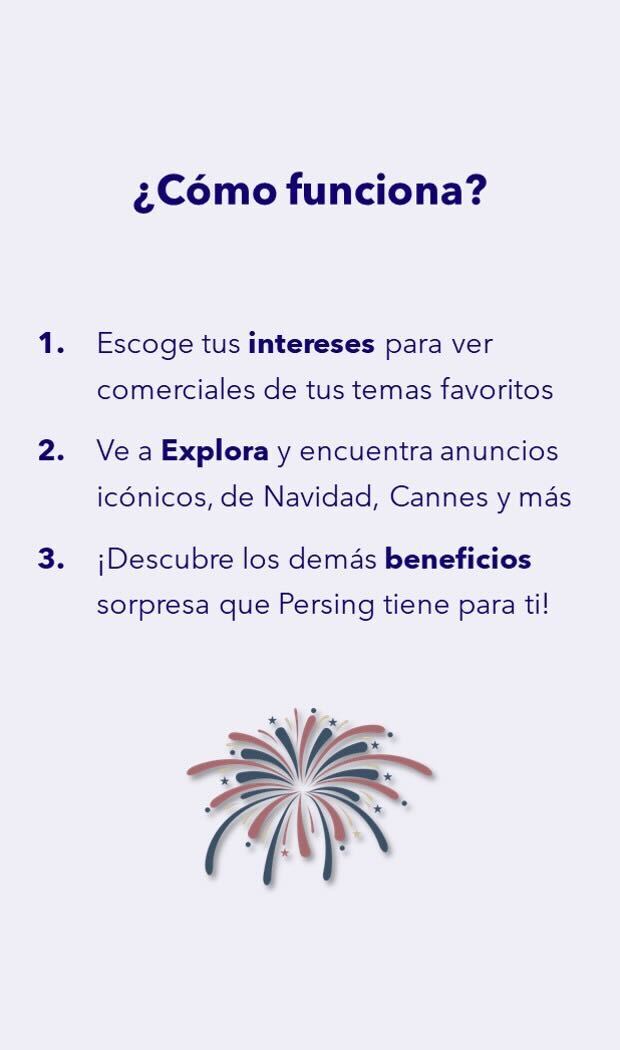 ¿Cómo funciona?
1. Escoge tus intereses para ver
comerciales de tus temas favoritos
2. Ve a Explora y encuentra anuncios
icónicos, de Navidad, Cannes y más
3. ¡Descubre los demás beneficios
sorpresa que Persing tiene para ti!